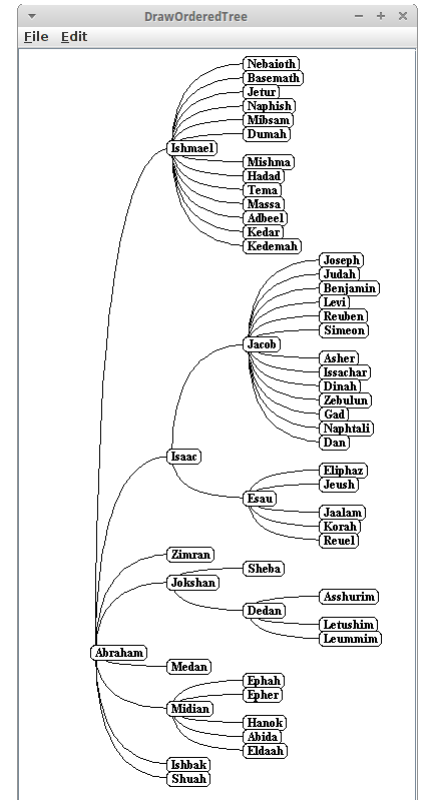 DrawOrderedTree
File Edit
Nebaioth
Basemath
Jetur
Naphish
Mibsam
Dumah
Ishmael
Mishma
Hadad
Tema
Massa
Adbeel
Kedar
Kedemah
Joseph
Judah
Benjamin
Levi
Reuben
Simeon
Jacob
Asher
Issachar
Dinah
Zebulun
Gad
Naphtali
Dan
Isaac
Eliphaz
Jeush
Esau
Jaalam
Korah
Reuel
Zimran
Sheba
Jokshan
Asshurim
Dedan
Letushim
Leummim
Abraham
Medan
Ephah
Epher
Midian
Hanok
Abida
Eldaah
Ishbak
Shuah